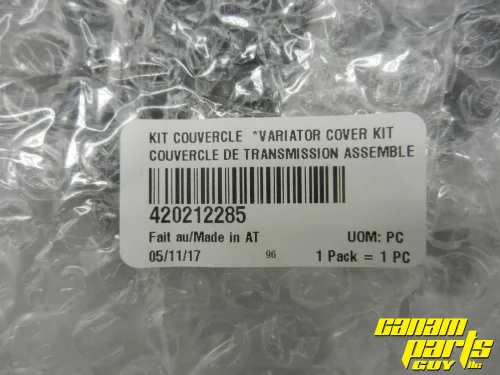 KIT COUVERCLE *VARIATOR COVER KIT
COUVERCLE DE TRANSMISSION ASSEMBLE
420212285
Fait au/Made in AT UOM: PC
05/11/17 96 1 Pack = 1 PC
canam
parts
guy llc